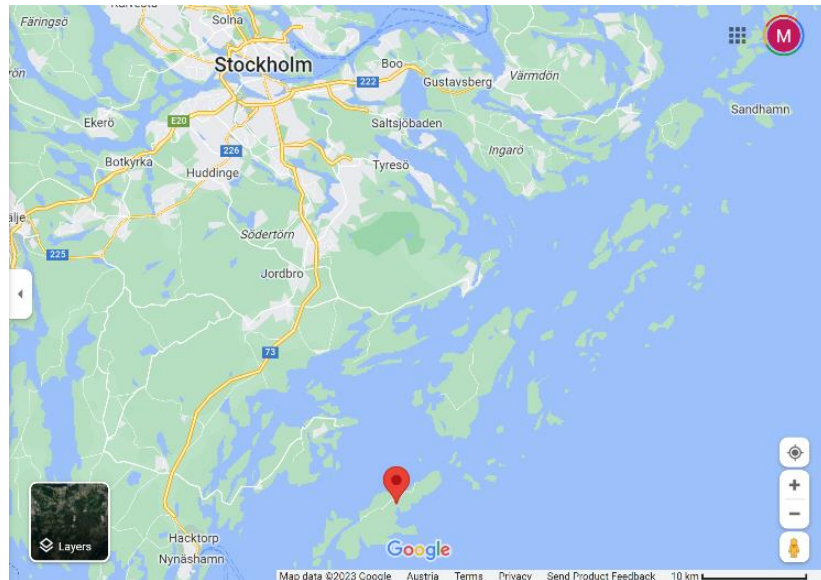 Färingsö
Solna
M
Stockholm
Boo
222
Gustavsberg
Värmdön
Sandhamn
Ekerö
E20
Saltsjöbaden
226
Ingarö
Botkyrka
Tyresö
Huddinge
älje
Södertörn
225
Jordbro
73
Hacktorp
Layers
Google
Nynäshamn
Map data ©2023 Google Austria Terms Privacy Send Product Feedback 10 km